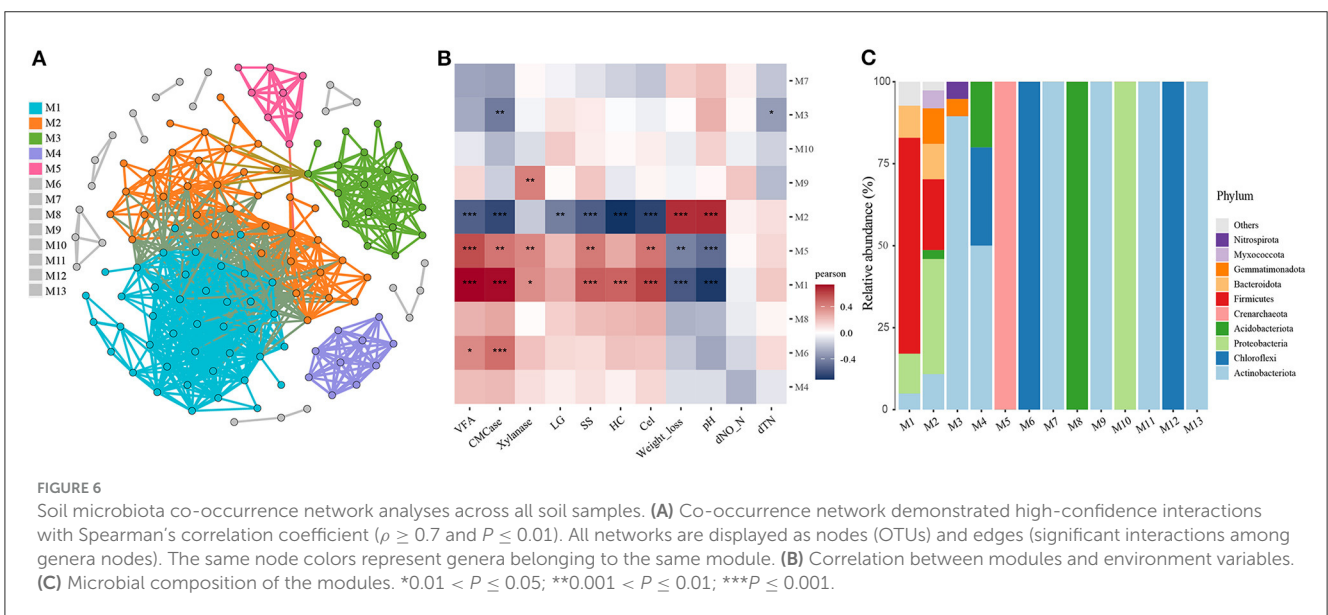 A
M1
M2
M3
M4
M5
M6
M7
M8
M9
M10
M11
M12
M13
B
** * 
**
*** *** ** *** *** *** *** ***
*** ** ** ** ** ** ***
*** *** * *** *** *** *** ***
* ***
M7
M3
M10
M9
M2
M5
M1
M8
M6
M4
VFA
CMCase
Xylanase
LG
SS
HC
Cel
Weight_loss
pH
dNO_N
dTN
pearson
0.4
0.0
-0.4
C
Relative abundance (%)
100
75
50
25
0
M1
M2
M3
M4
M5
M6
M7
M8
M9
M10
M11
M12
M13
Phylum
Others
Nitrospirota
Myxococcota
Gemmatimonadota
Bacteroidota
Firmicutes
Crenarchaeota
Acidobacteriota
Proteobacteria
Chloroflexi
Actinobacteriota
FIGURE 6
Soil microbiota co-occurrence network analyses across all soil samples. (A) Co-occurrence network demonstrated high-confidence interactions
with Spearman's correlation coefficient (ρ ≥ 0.7 and P ≤ 0.01). All networks are displayed as nodes (OTUs) and edges (significant interactions among
genera nodes). The same node colors represent genera belonging to the same module. (B) Correlation between modules and environment variables.
(C) Microbial composition of the modules. *0.01 < P ≤ 0.05; **0.001 < P ≤ 0.01; ***P ≤ 0.001.